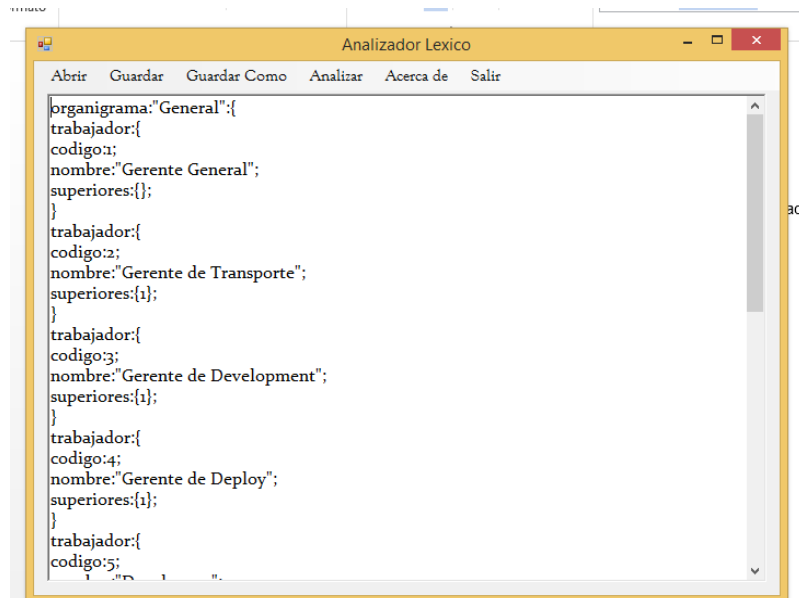 Analizador Lexico
Abrir Guardar Guardar Como Analizar Acerca de Salir
organigrama:"General":{
trabajador:{
codigo:1;
nombre:"Gerente General";
superiores:{};
}
trabajador:{
codigo:2;
nombre:"Gerente de Transporte";
superiores:{1};
}
trabajador:{
codigo:3;
nombre:"Gerente de Development";
superiores:{1};
}
trabajador:{
codigo:4;
nombre:"Gerente de Deploy";
superiores:{1};
}
trabajador:{
codigo:5;